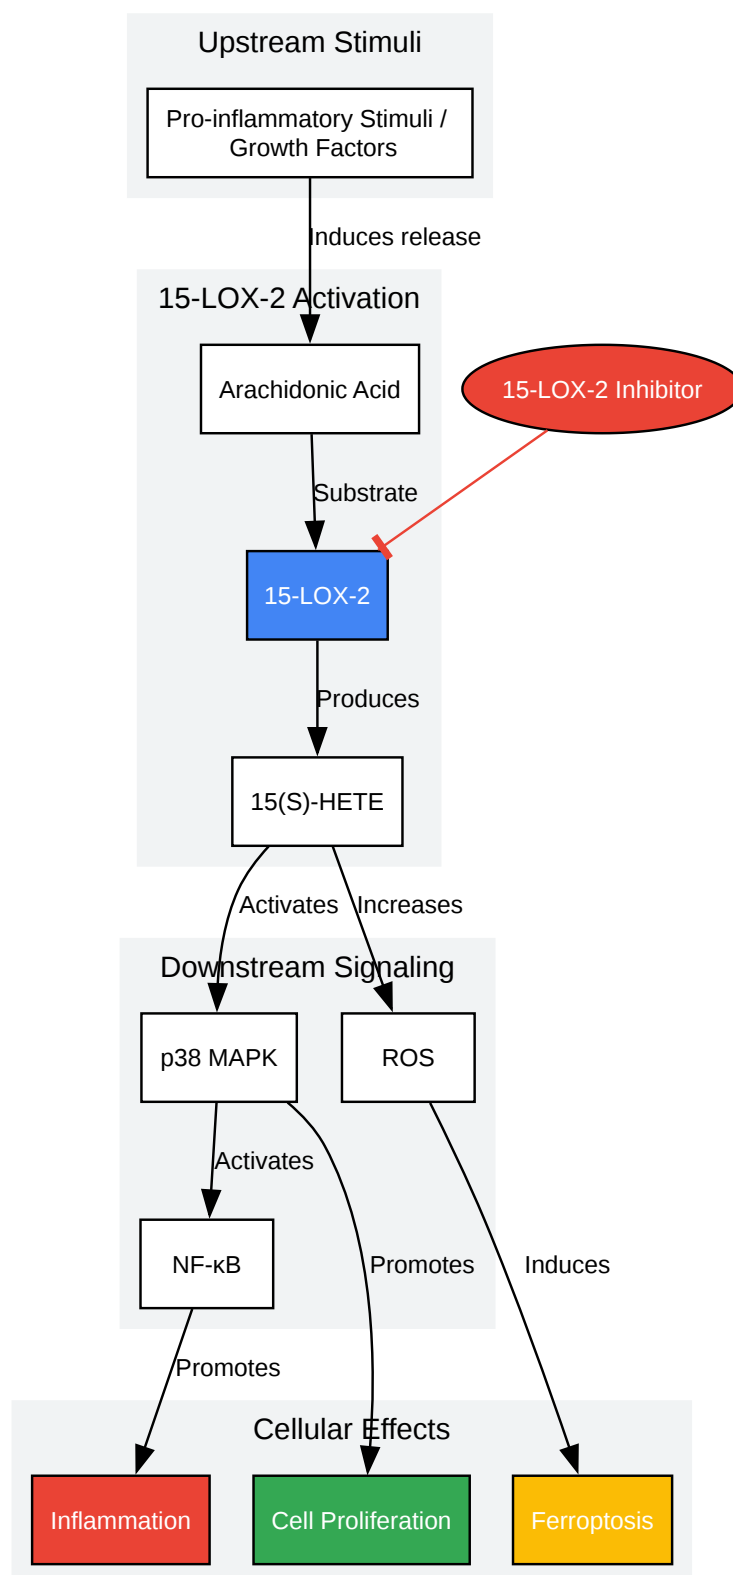 Upstream Stimuli
Pro-inflammatory Stimuli /
Growth Factors
Induces release
15-LOX-2 Activation
Arachidonic Acid
15-LOX-2 Inhibitor
Substrate
15-LOX-2
Produces
15(S)-HETE
Activates
Increases
Downstream Signaling
p38 MAPK
ROS
Activates
NF-κB
Promotes
Induces
Promotes
Cellular Effects
Inflammation
Cell Proliferation
Ferroptosis